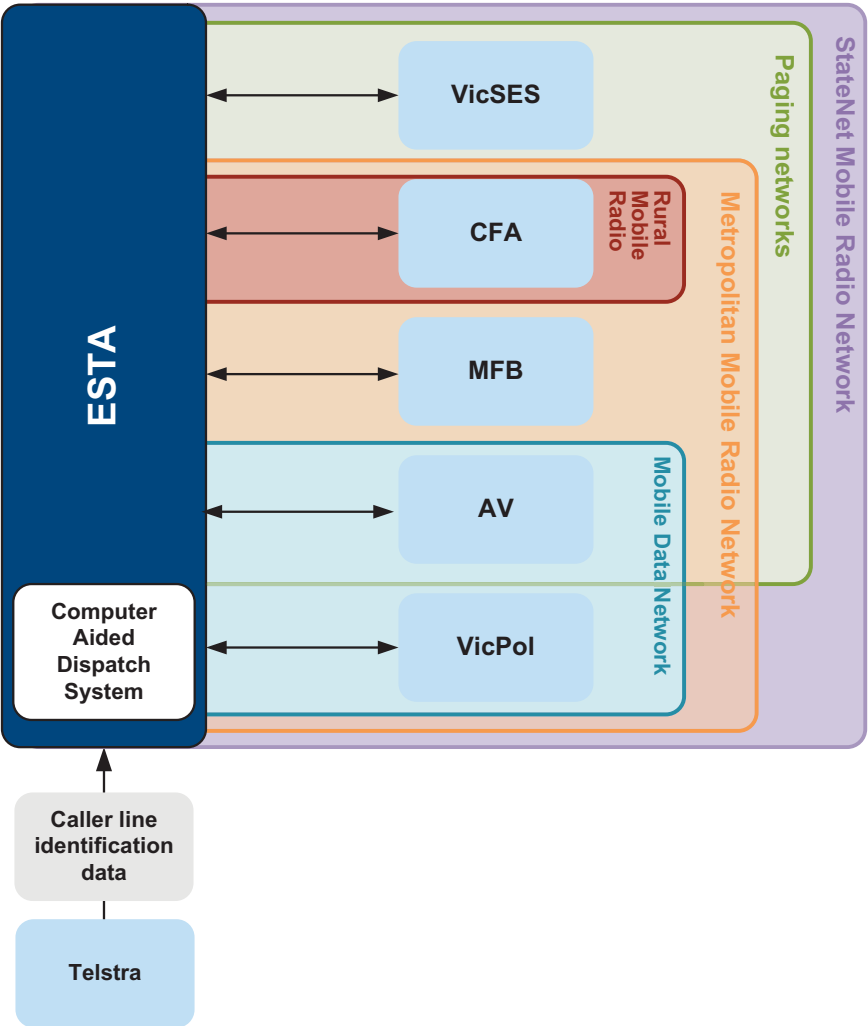 ESTA
Computer
Aided
Dispatch
System
VicSES
CFA
MFB
AV
VicPol
Rural
Mobile
Radio
Mobile Data Network
Metropolitan Mobile Radio Network
Paging networks
StateNet Mobile Radio Network
Caller line
identification
data
Telstra